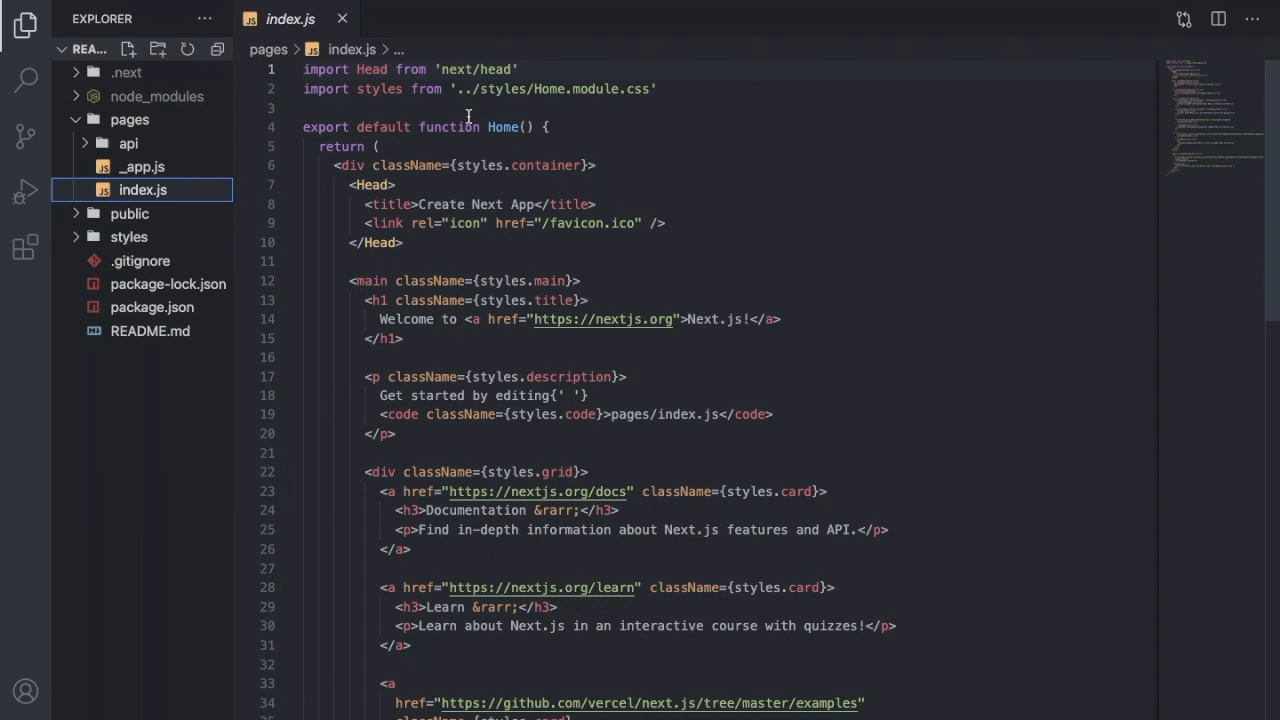 EXPLORER
REA...
.next
node_modules
pages
api
_app.js
index.js
public
styles
.gitignore
package-lock.json
package.json
README.md
index.js
pages > index.js > ...
1 import Head from 'next/head'
2 import styles from '../styles/Home.module.css'
3
4 export default function Home() {
5 return (
6 <div className={styles.container}>
7 <Head>
8 <title>Create Next App</title>
9 <link rel="icon" href="/favicon.ico" />
10 </Head>
11
12 <main className={styles.main}>
13 <h1 className={styles.title}>
14 Welcome to <a href="https://nextjs.org">Next.js!</a>
15 </h1>
16
17 <p className={styles.description}>
18 Get started by editing{' '}
19 <code className={styles.code}>pages/index.js</code>
20 </p>
21
22 <div className={styles.grid}>
23 <a href="https://nextjs.org/docs" className={styles.card}>
24 <h3>Documentation &rarr;</h3>
25 <p>Find in-depth information about Next.js features and API.</p>
26 </a>
27
28 <a href="https://nextjs.org/learn" className={styles.card}>
29 <h3>Learn &rarr;</h3>
30 <p>Learn about Next.js in an interactive course with quizzes!</p>
31 </a>
32
33 <a
34 href="https://github.com/vercel/next.js/tree/master/examples"